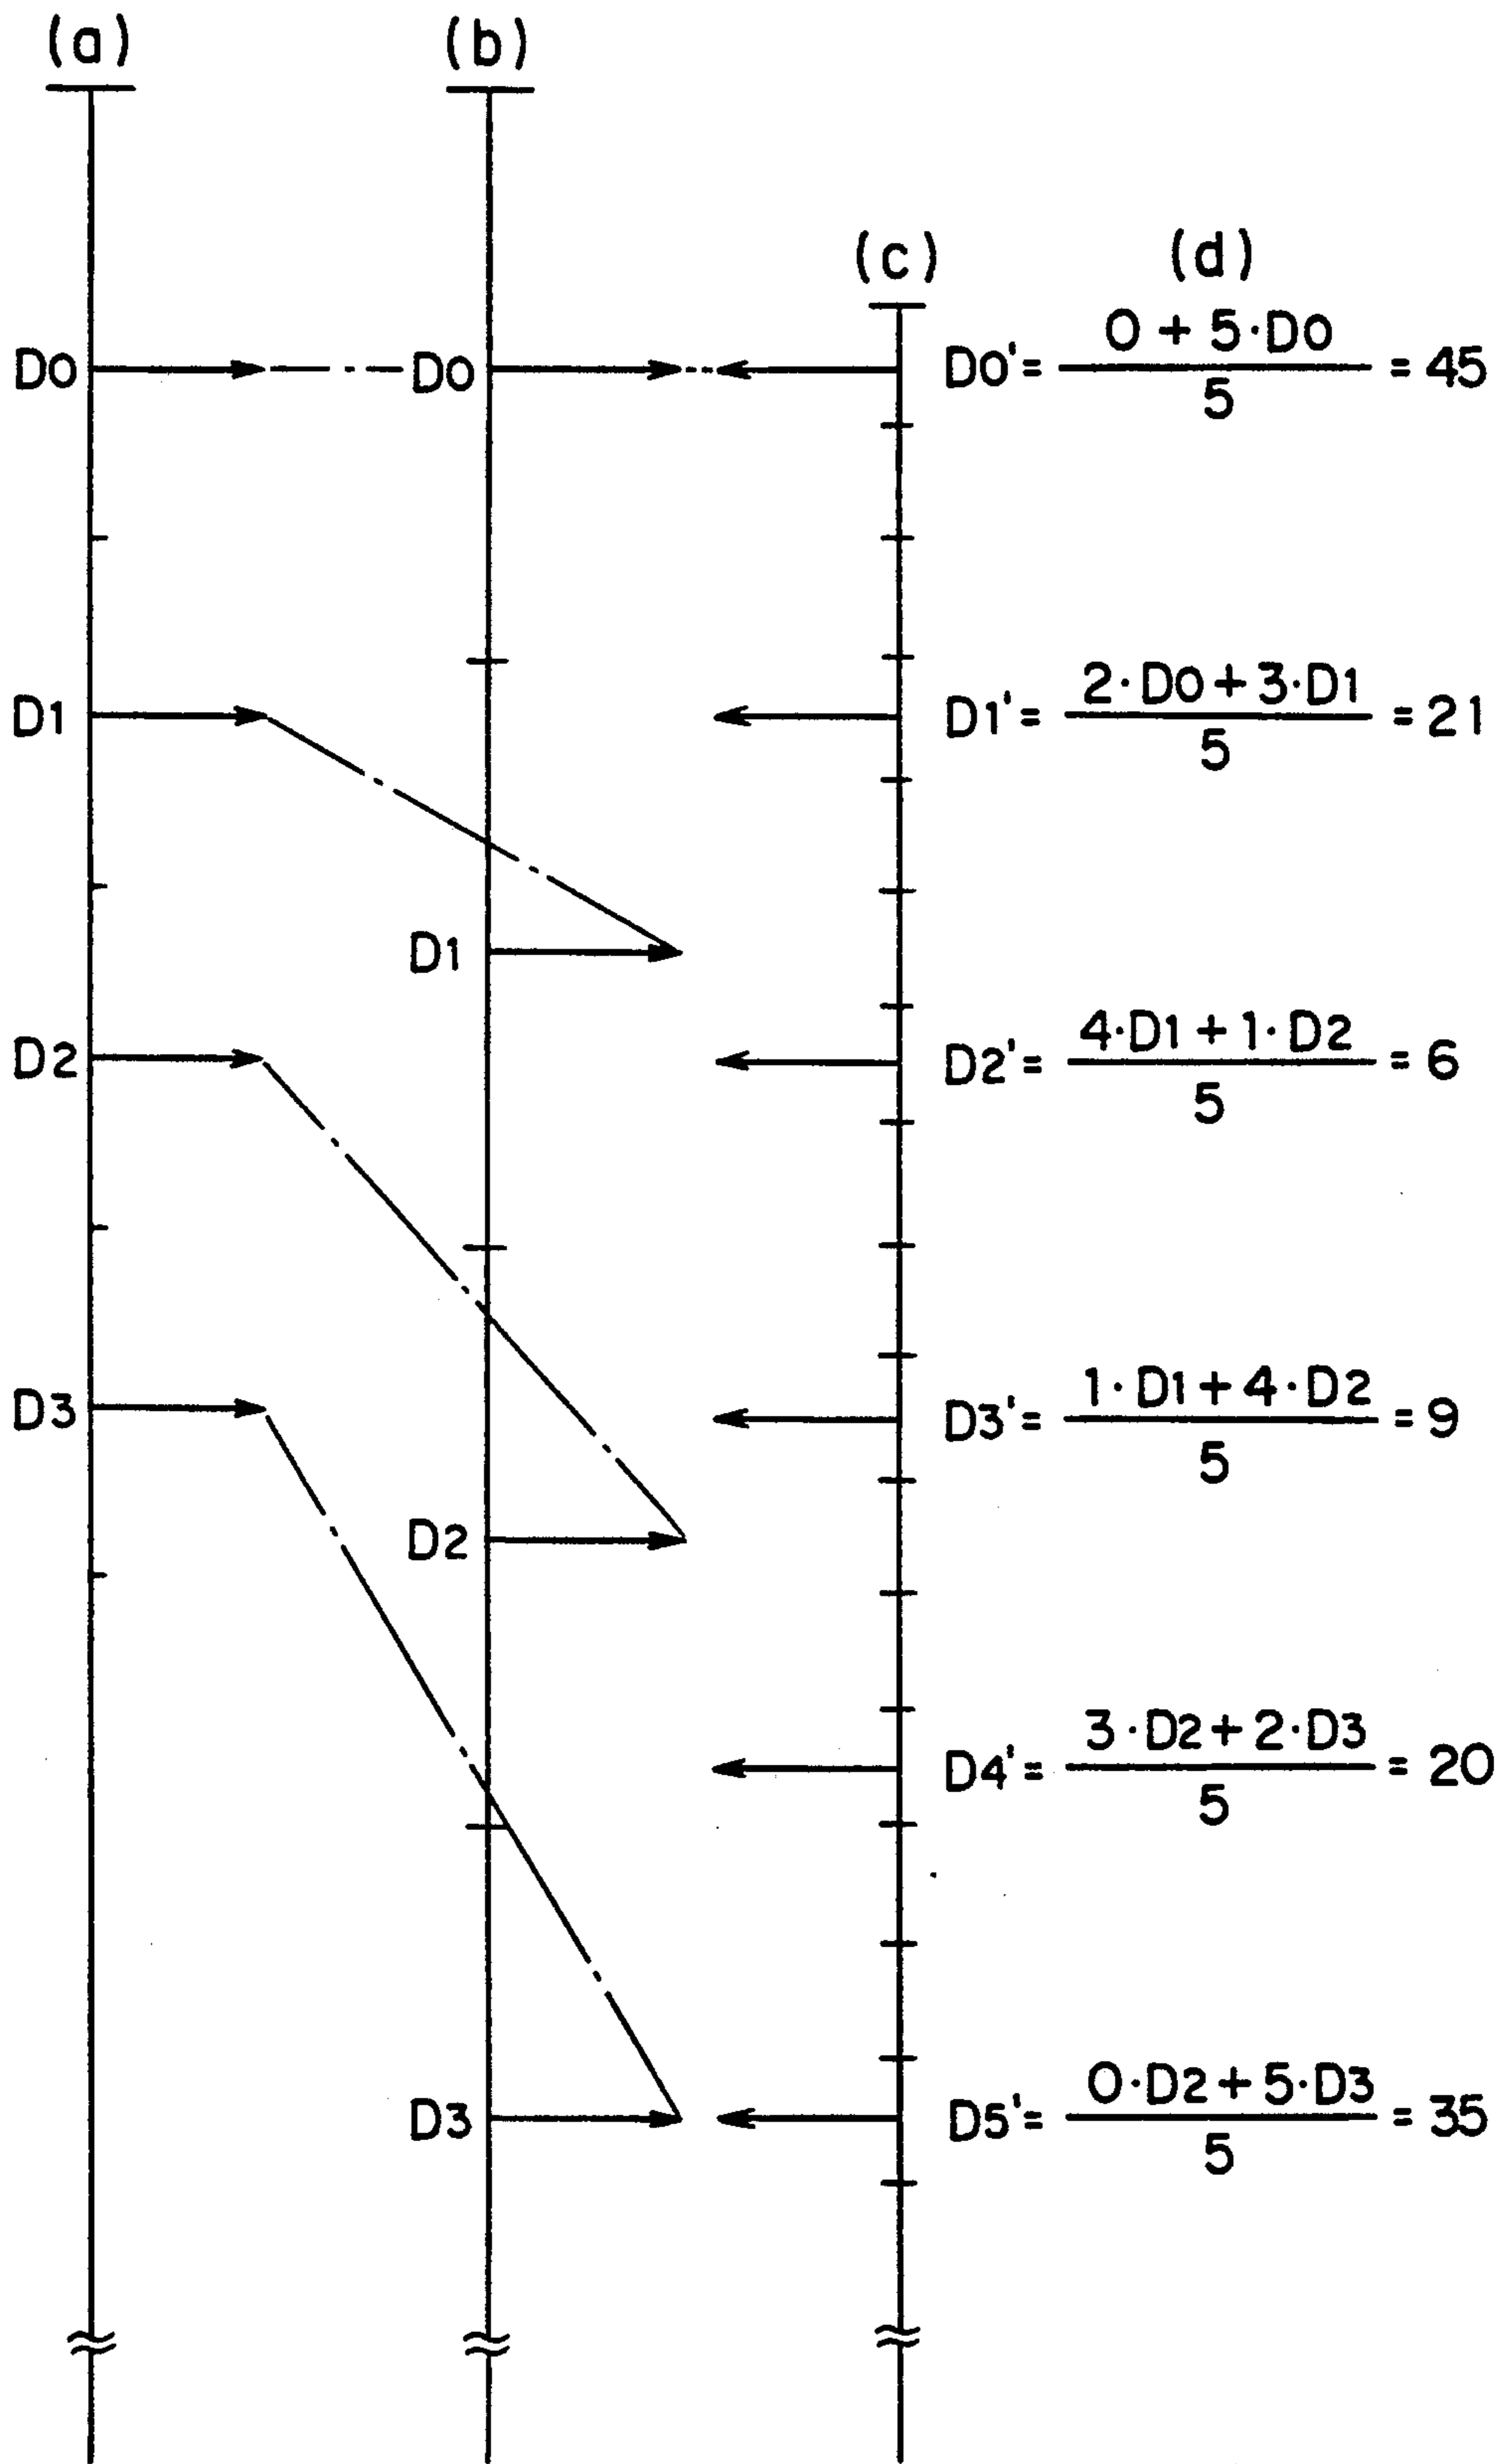 (a)
(b)
(c)
(d)
D0
D0
D0' = (0 + 5·D0)/5 = 45
D1
D1' = (2·D0 + 3·D1)/5 = 21
D1
D2
D2' = (4·D1 + 1·D2)/5 = 6
D3
D3' = (1·D1 + 4·D2)/5 = 9
D2
D4' = (3·D2 + 2·D3)/5 = 20
D3
D5' = (0·D2 + 5·D3)/5 = 35